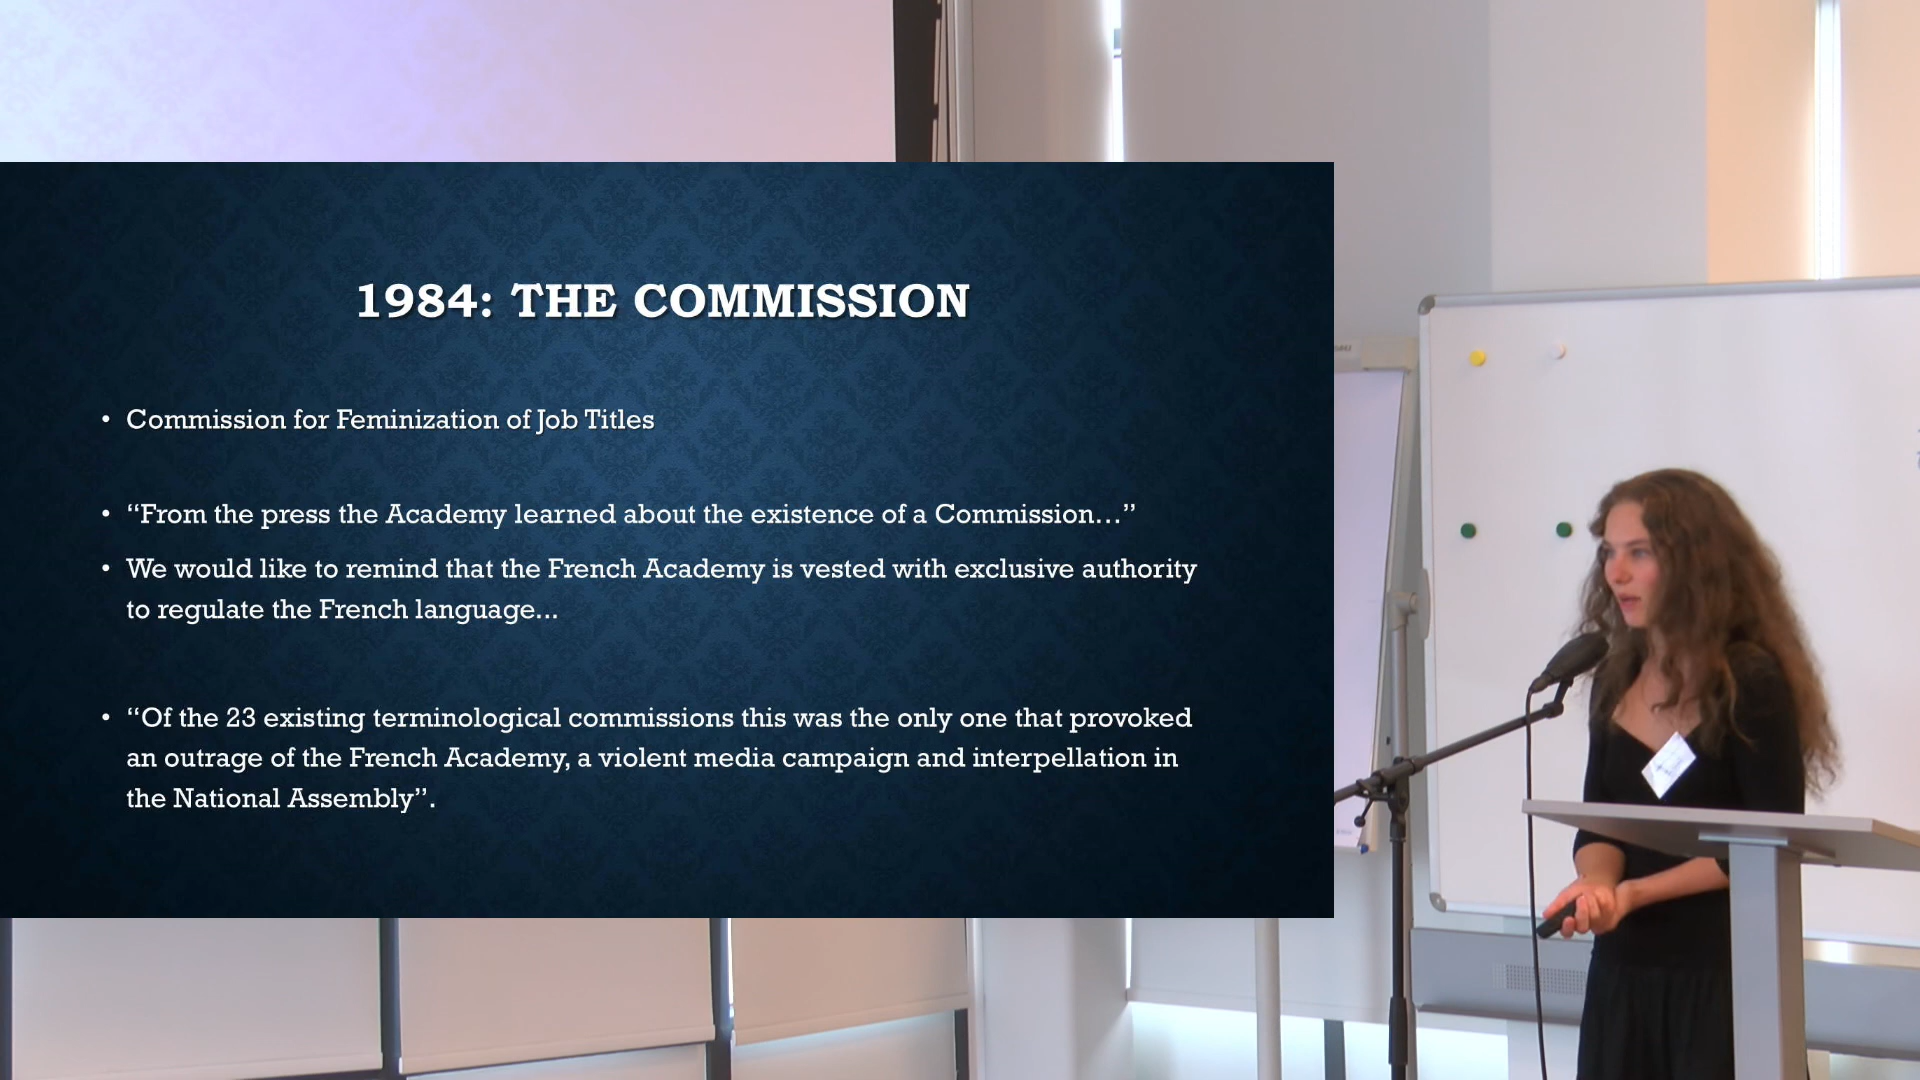 1984: THE COMMISSION
• Commission for Feminization of Job Titles
• “From the press the Academy learned about the existence of a Commission…”
• We would like to remind that the French Academy is vested with exclusive authority
to regulate the French language...
• “Of the 23 existing terminological commissions this was the only one that provoked
an outrage of the French Academy, a violent media campaign and interpellation in
the National Assembly”.